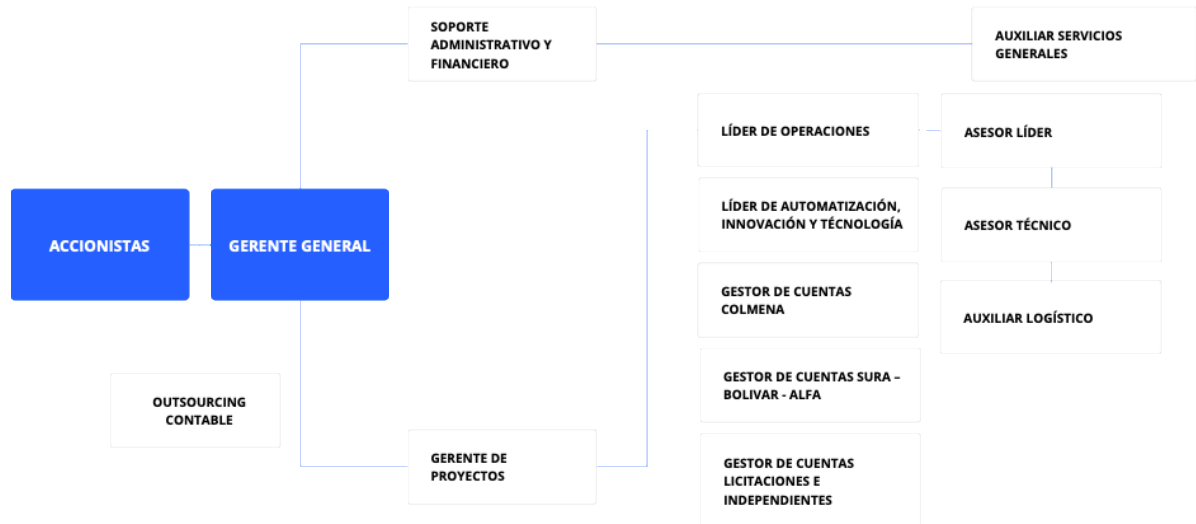 SOPORTE
ADMINISTRATIVO Y
FINANCIERO
AUXILIAR SERVICIOS
GENERALES
LÍDER DE OPERACIONES
ASESOR LÍDER
LÍDER DE AUTOMATIZACIÓN,
INNOVACIÓN Y TÉCNOLOGÍA
ASESOR TÉCNICO
ACCIONISTAS
GERENTE GENERAL
GESTOR DE CUENTAS
COLMENA
AUXILIAR LOGÍSTICO
GESTOR DE CUENTAS SURA –
BOLIVAR - ALFA
OUTSOURCING
CONTABLE
GERENTE DE
PROYECTOS
GESTOR DE CUENTAS
LICITACIONES E
INDEPENDIENTES